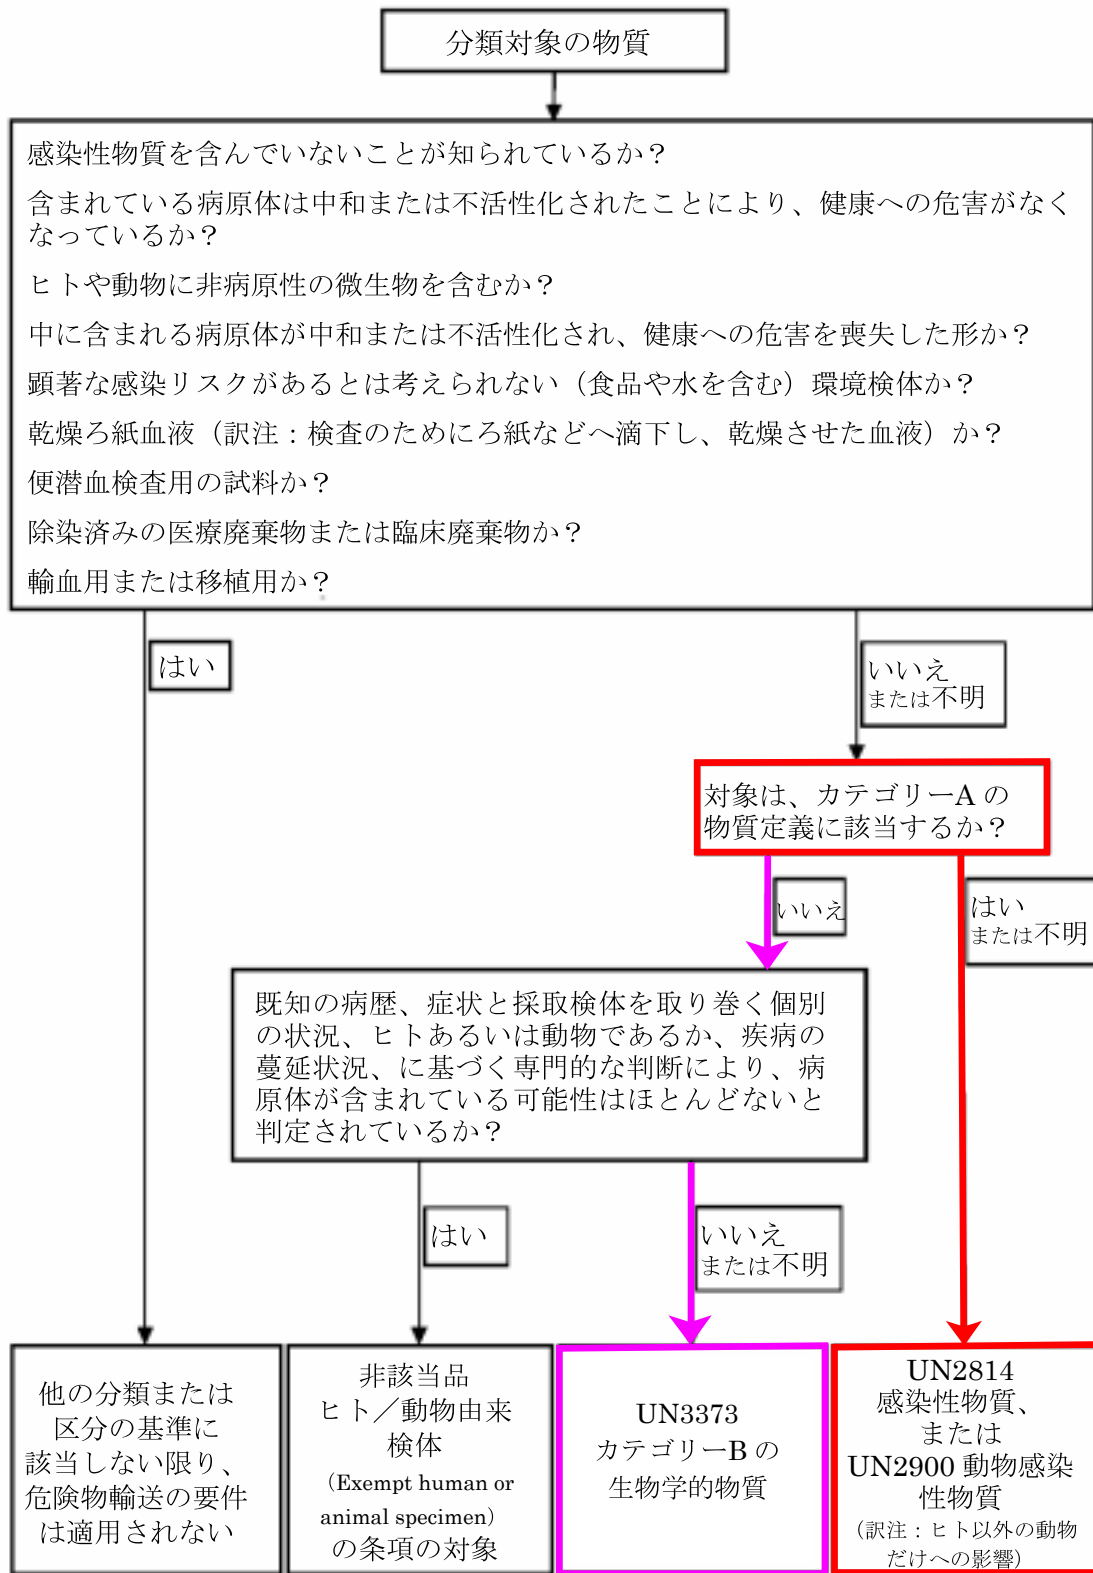 分類対象の物質
感染性物質を含んでいないことが知られているか？
含まれている病原体は中和または不活性化されたことにより、健康への危害がなく
なっているか？
ヒトや動物に非病原性の微生物を含むか？
中に含まれる病原体が中和または不活性化され、健康への危害を喪失した形か？
顕著な感染リスクがあるとは考えられない（食品や水を含む）環境検体か？
乾燥ろ紙血液（訳注：検査のためにろ紙などへ滴下し、乾燥させた血液）か？
便潜血検査用の試料か？
除染済みの医療廃棄物または臨床廃棄物か？
輸血用または移植用か？
はい
いいえ
または不明
対象は、カテゴリーA の
物質定義に該当するか？
いいえ
はい
または不明
既知の病歴、症状と採取検体を取り巻く個別
の状況、ヒトあるいは動物であるか、疾病の
蔓延状況、に基づく専門的な判断により、病
原体が含まれている可能性はほとんどないと
判定されているか？
はい
いいえ
または不明
他の分類または
区分の基準に
該当しない限り、
危険物輸送の要件
は適用されない
非該当品
ヒト／動物由来
検体
（Exempt human or
animal specimen）
の条項の対象
UN3373
カテゴリーB の
生物学的物質
UN2814
感染性物質、
または
UN2900 動物感染
性物質
（訳注：ヒト以外の動物
だけへの影響）